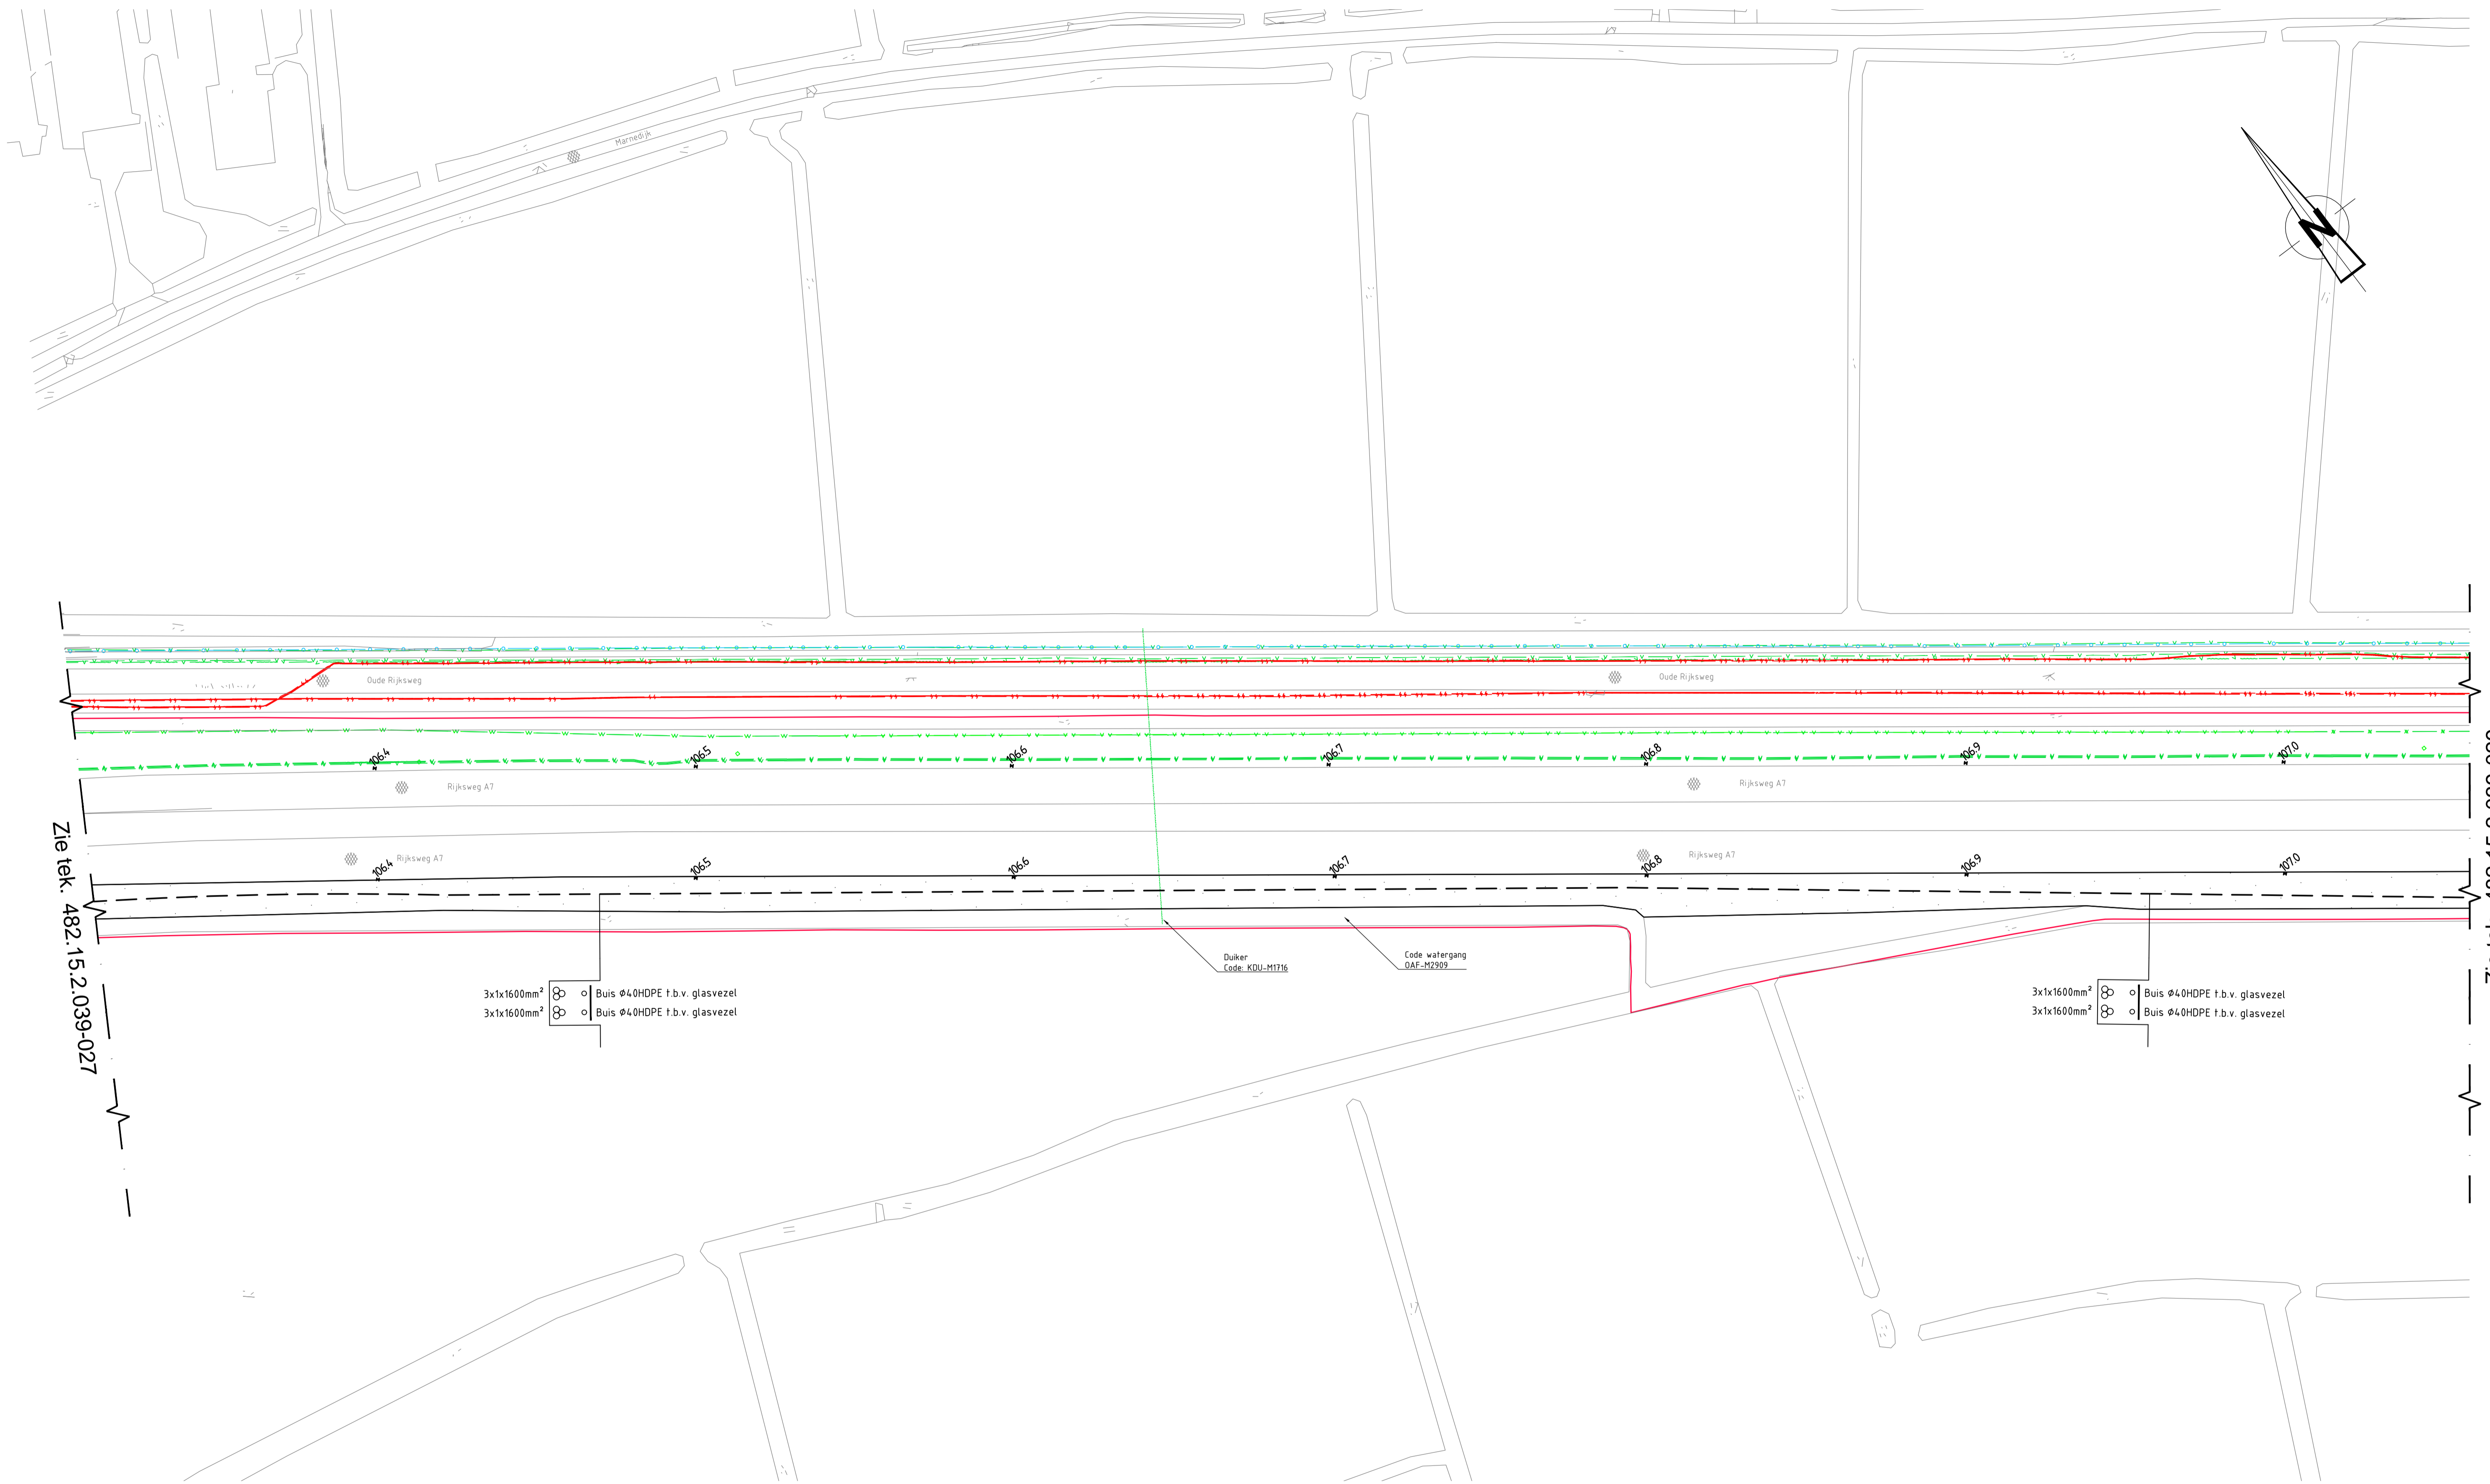 Marnedijk
N
Oude Rijksweg
Oude Rijksweg
106.4
106.5
106.6
106.7
106.8
106.9
107.0
Rijksweg A7
Rijksweg A7
Rijksweg A7
Rijksweg A7
106.4
106.5
106.6
106.7
106.8
106.9
107.0
Zie tek. 482.15.2.039-027
Duiker
Code: KDU-M1716
Code watergang
OAF-M2909
3x1x1600mm² Buis Ø40HDPE t.b.v. glasvezel
3x1x1600mm² Buis Ø40HDPE t.b.v. glasvezel
3x1x1600mm² Buis Ø40HDPE t.b.v. glasvezel
3x1x1600mm² Buis Ø40HDPE t.b.v. glasvezel